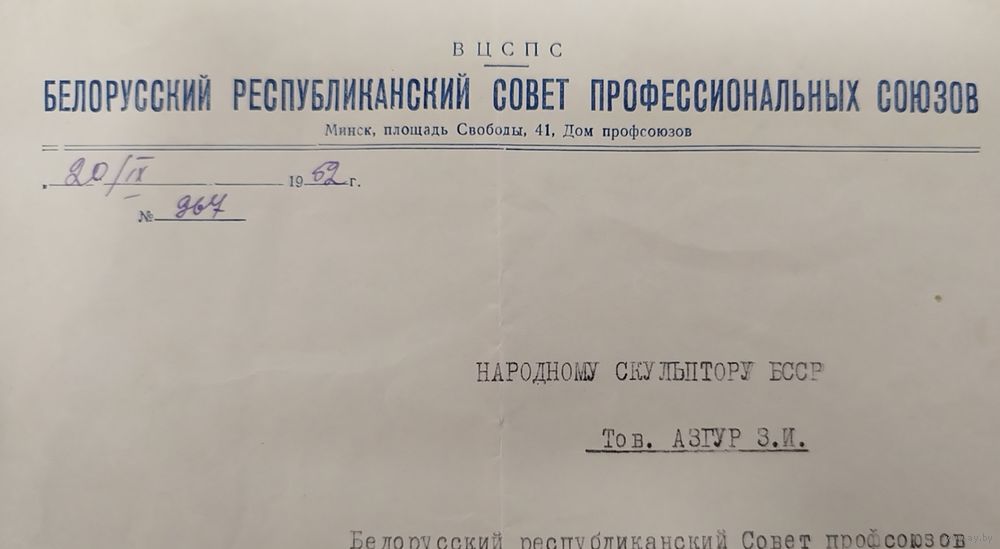 ВЦСПС
БЕЛОРУССКИЙ РЕСПУБЛИКАНСКИЙ СОВЕТ ПРОФЕССИОНАЛЬНЫХ СОЮЗОВ
Минск, площадь Свободы, 41, Дом профсоюзов
20/IX 1962 г.
№ 967
НАРОДНОМУ СКУЛЬПТОРУ БССР
Тов. АЗГУР З.И.
Белорусский республиканский Совет профсоюзов